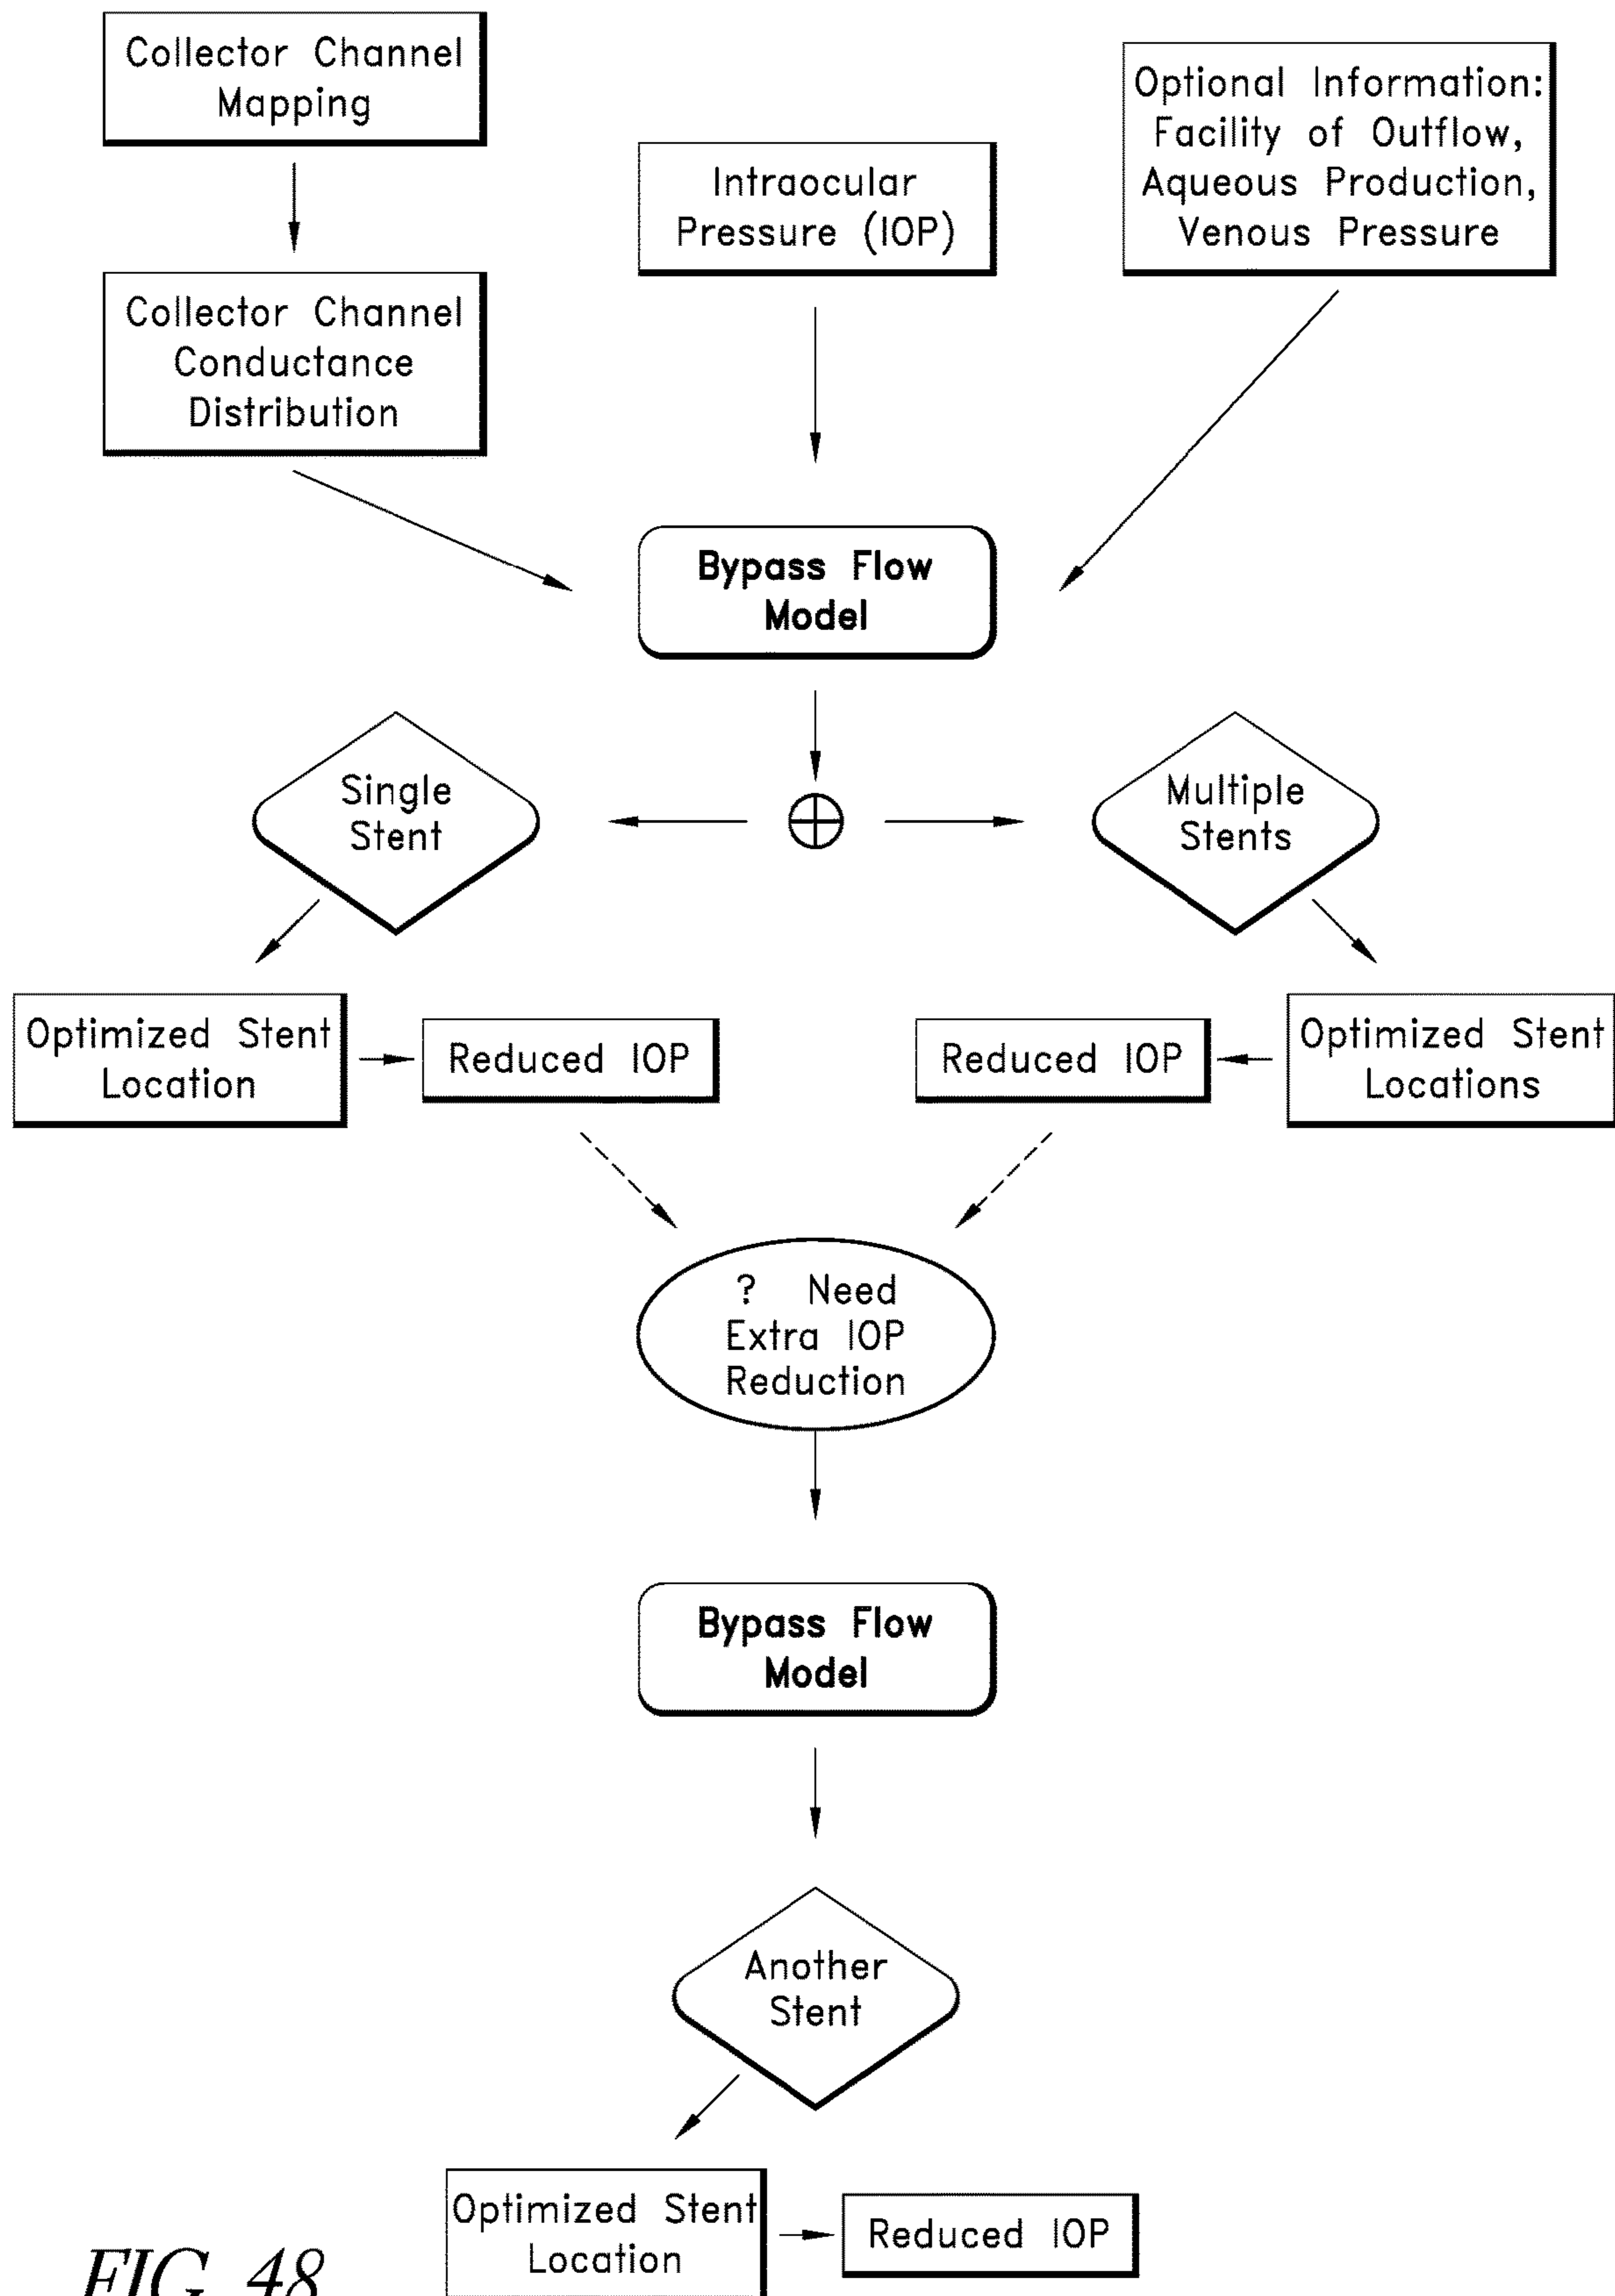 Collector Channel
Mapping
Optional Information:
Facility of Outflow,
Aqueous Production,
Venous Pressure
Intraocular
Pressure (IOP)
Collector Channel
Conductance
Distribution
Bypass Flow
Model
Single
Stent
Multiple
Stents
Optimized Stent
Location
Reduced IOP
Reduced IOP
Optimized Stent
Locations
? Need
Extra IOP
Reduction
Bypass Flow
Model
Another
Stent
Optimized Stent
Location
Reduced IOP
FIG. 48